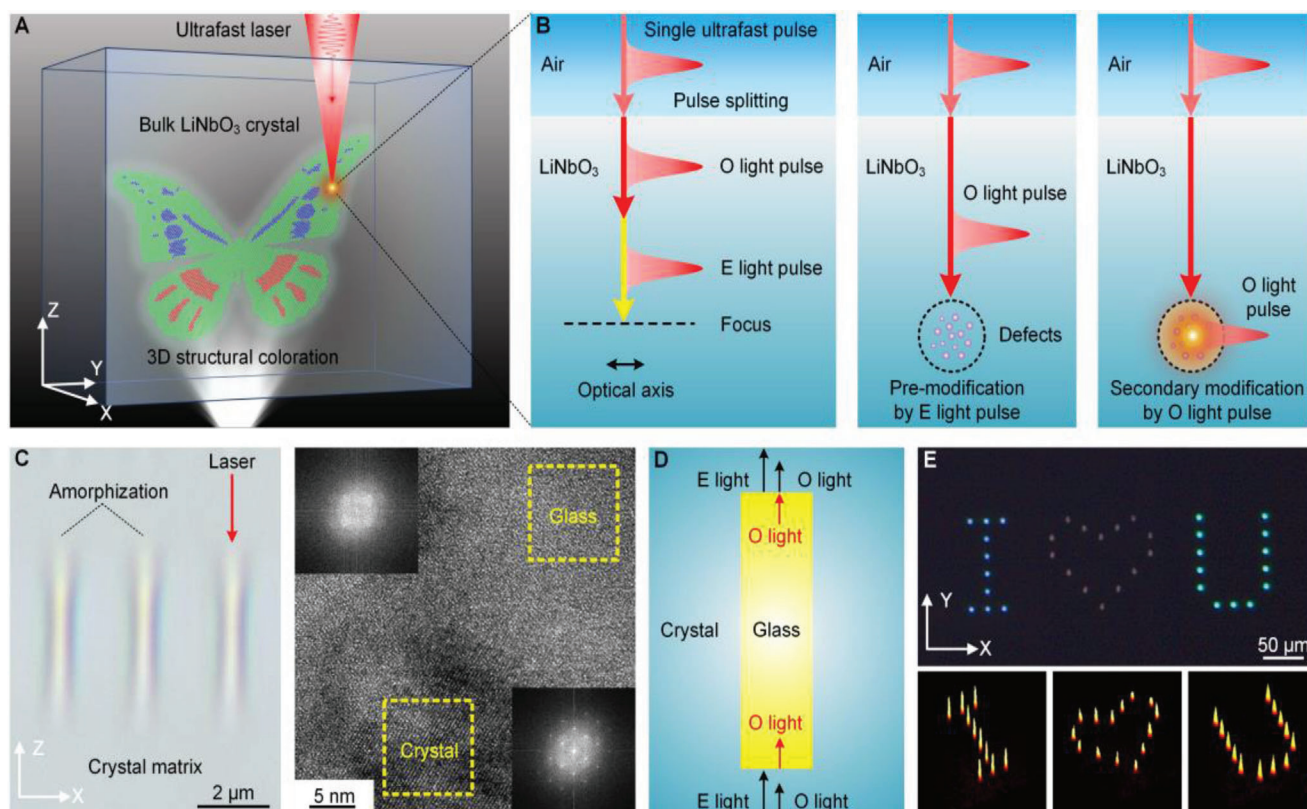 A
Ultrafast laser
Bulk LiNbO₃ crystal
3D structural coloration
Z
Y
X
B
Single ultrafast pulse
Air
Pulse splitting
LiNbO₃
O light pulse
E light pulse
Focus
Optical axis
Air
LiNbO₃
O light pulse
Defects
Pre-modification
by E light pulse
Air
LiNbO₃
O light
pulse
Secondary modification
by O light pulse
C
Laser
Amorphization
Z
X
Crystal matrix
2 μm
Glass
Crystal
5 nm
D
E light
O light
O light
Crystal
Glass
O light
E light
O light
E
Y
X
50 μm